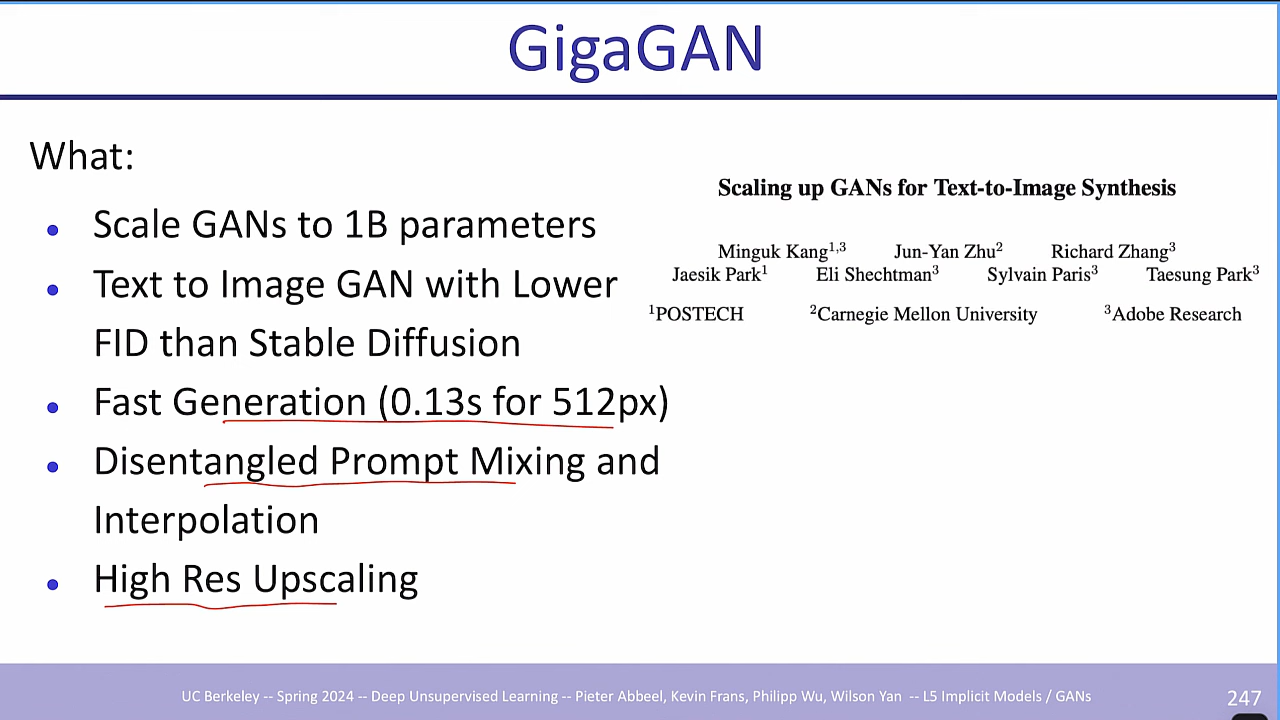 GigaGAN
What:
• Scale GANs to 1B parameters
• Text to Image GAN with Lower
FID than Stable Diffusion
• Fast Generation (0.13s for 512px)
• Disentangled Prompt Mixing and
Interpolation
• High Res Upscaling
Scaling up GANs for Text-to-Image Synthesis
Minguk Kang1,3 Jun-Yan Zhu2 Richard Zhang3
Jaesik Park1 Eli Shechtman3 Sylvain Paris3 Taesung Park3
1POSTECH 2Carnegie Mellon University 3Adobe Research
UC Berkeley -- Spring 2024 -- Deep Unsupervised Learning -- Pieter Abbeel, Kevin Frans, Philipp Wu, Wilson Yan -- L5 Implicit Models / GANs
247